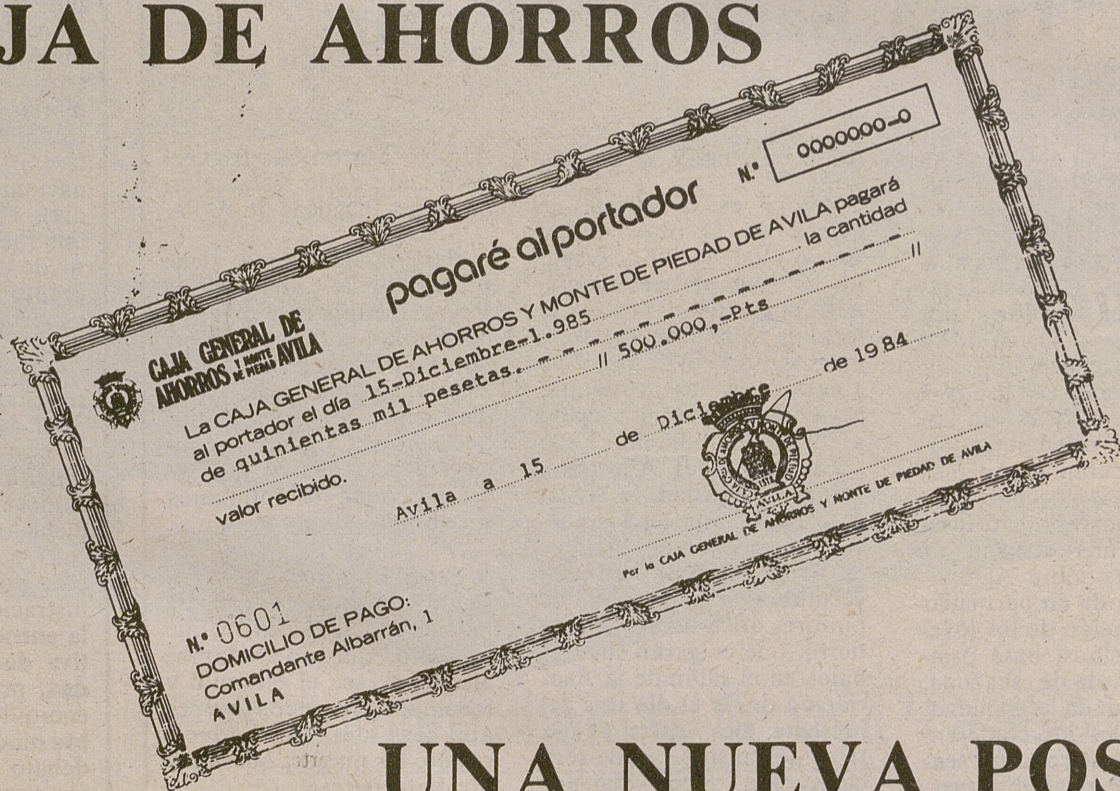 JA DE AHORROS
N.º 0000000-0
pagaré al portador
CAJA GENERAL DE
AHORROS Y MONTE DE PIEDAD AVILA
La CAJA GENERAL DE AHORROS Y MONTE DE PIEDAD DE AVILA pagará
al portador el día 15-Diciembre-1.985 la cantidad
de quinientas mil pesetas.- - - - - - - - - - - - - - -
// 500.000,-Pts //
valor recibido.
Avila a 15 de Diciembre de 1984
AVILA
Por la CAJA GENERAL DE AHORROS Y MONTE DE PIEDAD DE AVILA
N.º 0601
DOMICILIO DE PAGO:
Comandante Albarrán, 1
AVILA
UNA NUEVA POS